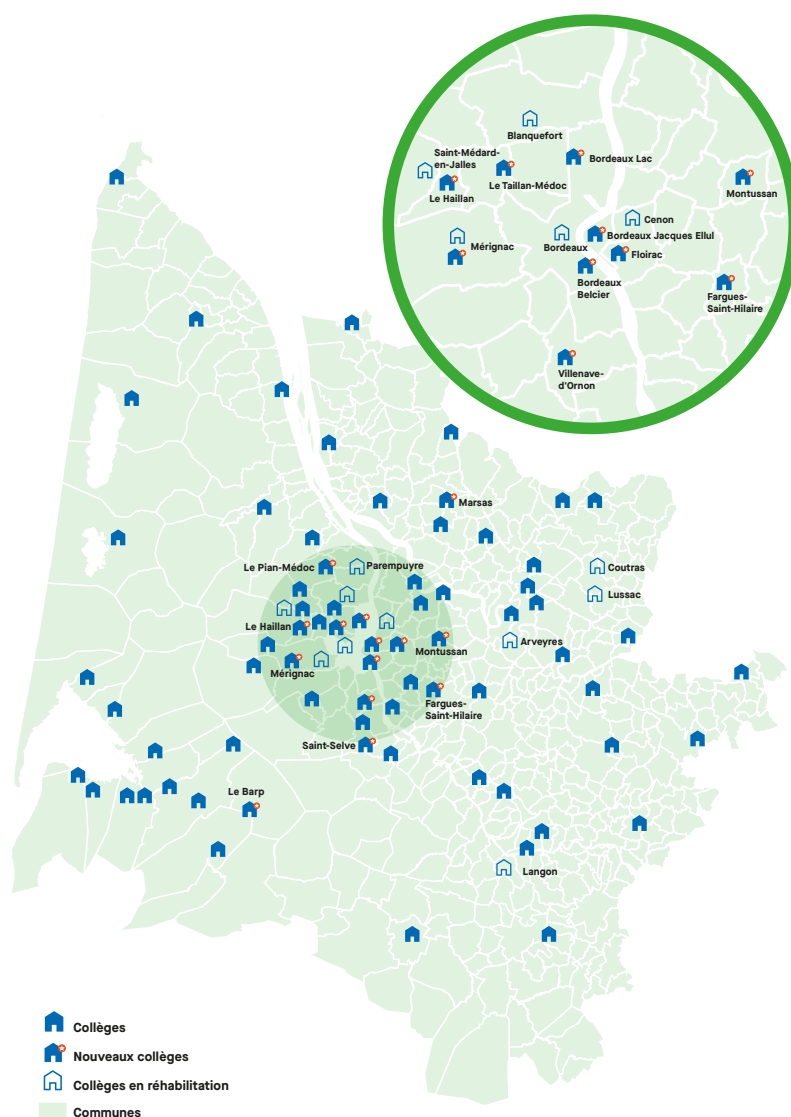 Blanquefort
Saint-Médard-
en-Jalles
Bordeaux Lac
Le Taillan-Médoc
Le Haillan
Montussan
Cenon
Mérignac
Bordeaux
Bordeaux Jacques Ellul
Floirac
Bordeaux
Belcier
Fargues-
Saint-Hilaire
Villenave-
d'Ornon
Marsas
Le Pian-Médoc
Parempuyre
Coutras
Lussac
Le Haillan
Arveyres
Montussan
Mérignac
Fargues-
Saint-Hilaire
Saint-Selve
Le Barp
Langon
Collèges
Nouveaux collèges
Collèges en réhabilitation
Communes